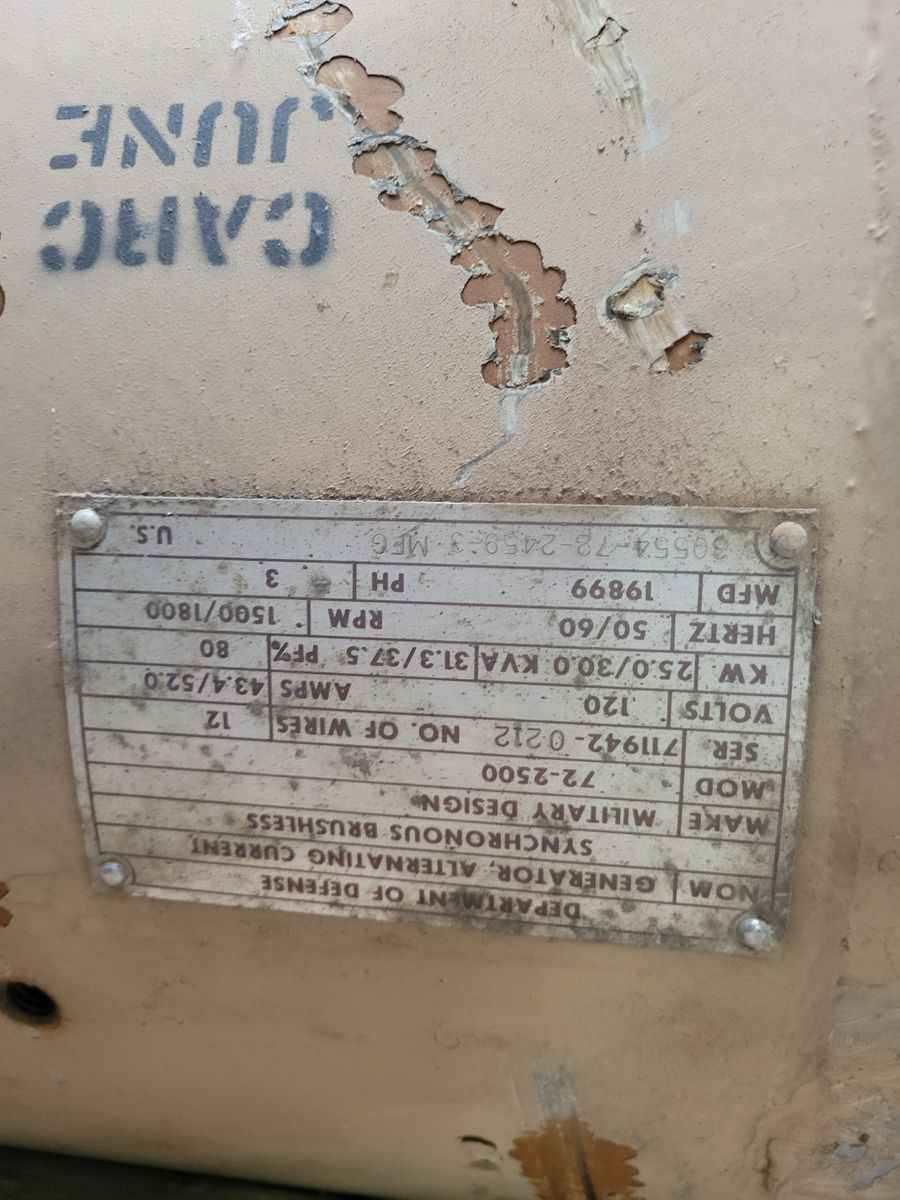 DEPARTMENT OF DEFENSE
NOM GENERATOR, ALTERNATING CURRENT
SYNCHRONOUS BRUSHLESS
MAKE MILITARY DESIGN
MOD 72-2500
SER 711942-0212 NO. OF WIRES 12
VOLTS 120 AMPS 43.4/52.0
KW 25.0/30.0 KVA 31.3/37.5 PF% 80
HERTZ 50/60 RPM 1500/1800
MFD 19899 PH 3
30554-72-2459-3 MFG U.S.
CARC
JUNE